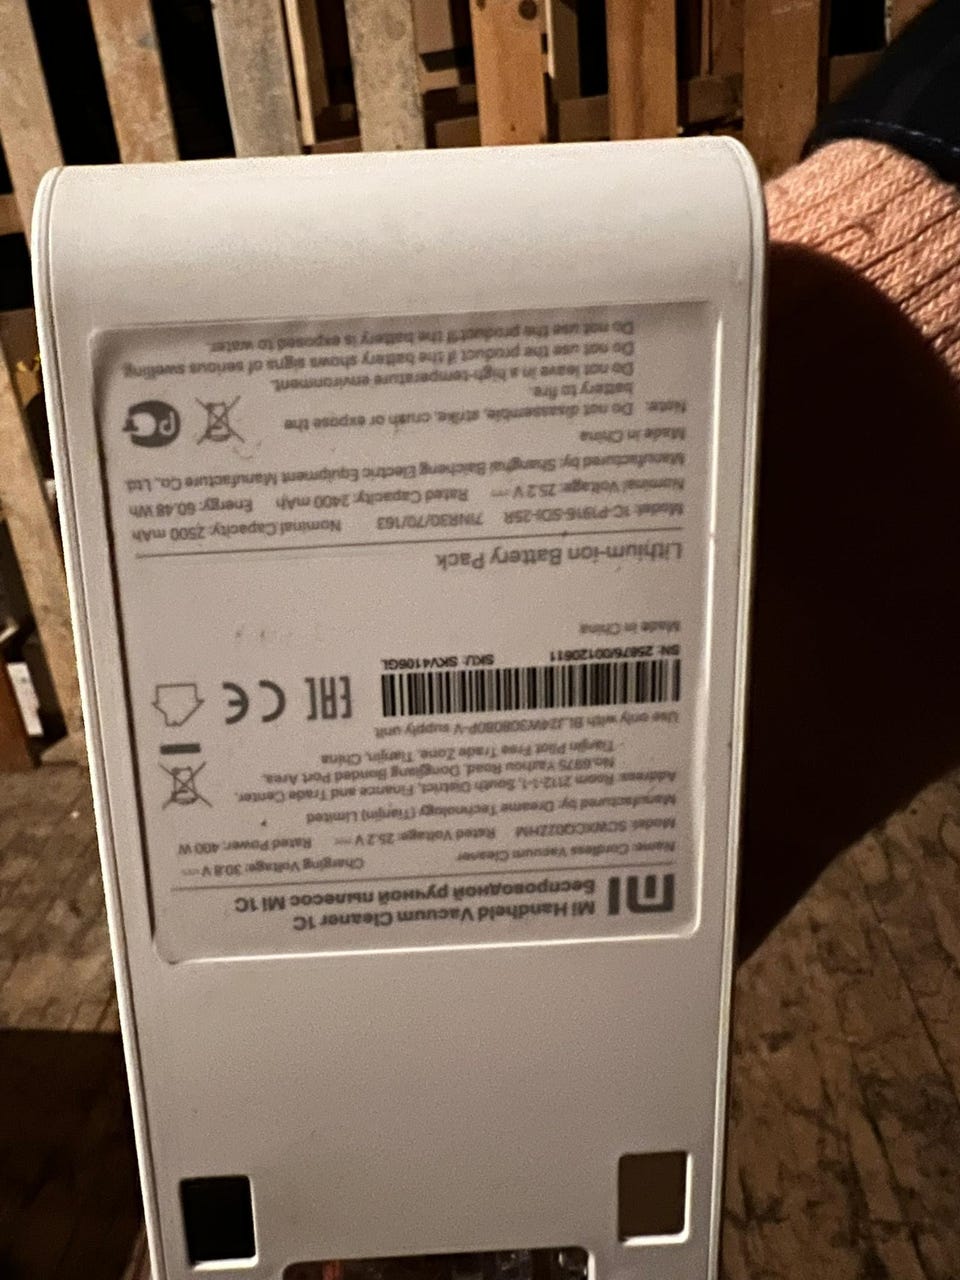 MI
Mi Handheld Vacuum Cleaner 1C
Беспроводной ручной пылесос Mi 1C
Name: Cordless Vacuum Cleaner Charging Voltage: 30.8 V⎓
Model: SCWXCQ02ZHM Rated Voltage: 25.2 V⎓ Rated Power: 400 W
Manufactured by: Dreame Technology (Tianjin) Limited
Address: Room 2112-1-1, South District, Finance and Trade Center,
No.6975 Yazhou Road, Dongjiang Bonded Port Area,
Tianjin Pilot Free Trade Zone, Tianjin, China
Use only with BLJ24W308080P-V supply unit
EAC CE
SN: 25876/00120611 SKU: SKV4106GL
Made in China
Lithium-ion Battery Pack
Model: 1C-P1916-SDI-25R 7INR30/70/163 Nominal Capacity: 2500 mAh
Nominal Voltage: 25.2 V⎓ Rated Capacity: 2400 mAh Energy: 60.48 Wh
Manufactured by: Shanghai Baicheng Electric Equipment Manufacture Co., Ltd.
Made in China
Note: Do not disassemble, strike, crush or expose the
battery to fire.
Do not leave in a high-temperature environment.
Do not use the product if the battery shows signs of serious swelling.
Do not use the product if the battery is exposed to water.